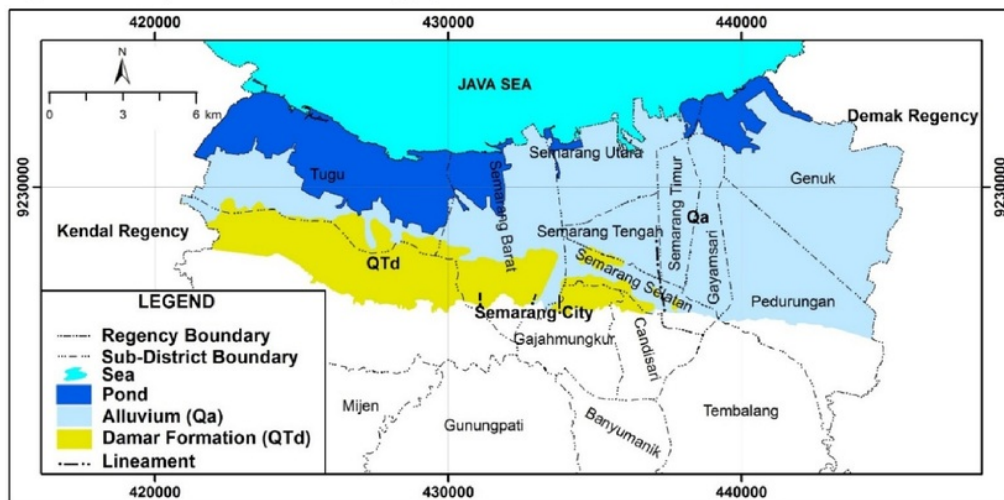 420000
430000
440000
N
0 3 6 km
JAVA SEA
Demak Regency
Semarang Utara
Tugu
Semarang Barat
Semarang Timur
Genuk
9230000
9230000
Kendal Regency
Semarang Tengah
Qa
Gayamsari
QTd
Semarang Selatan
Pedurungan
Semarang City
Gajahmungkur
Candisari
Mijen
Gunungpati
Banyumanik
Tembalang
LEGEND
Regency Boundary
Sub-District Boundary
Sea
Pond
Alluvium (Qa)
Damar Formation (QTd)
Lineament
420000
430000
440000